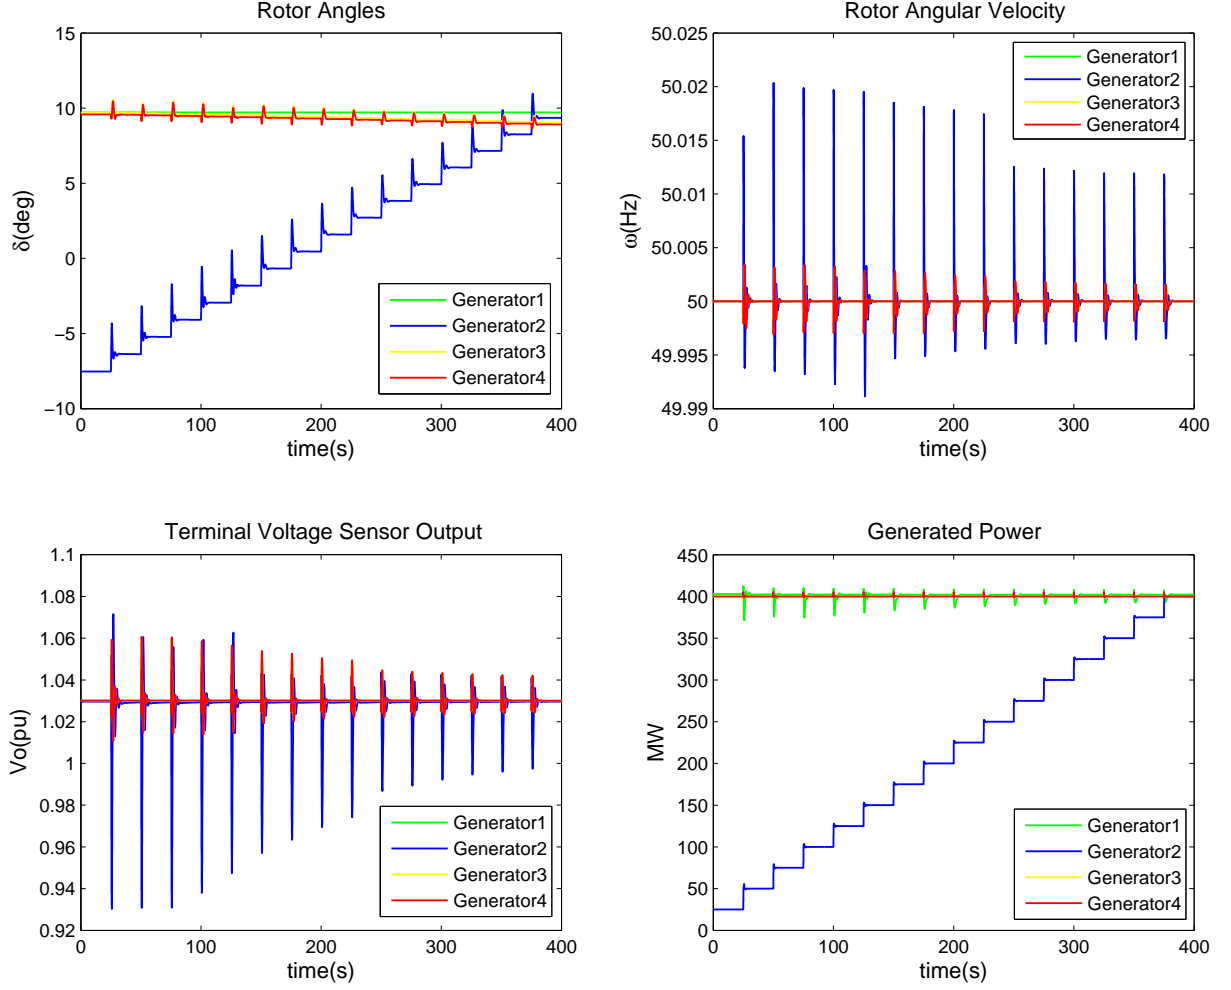 Rotor Angles
15
10
5
0
−5
−10
δ(deg)
0
100
200
300
400
time(s)
Generator1
Generator2
Generator3
Generator4
Rotor Angular Velocity
50.025
50.02
50.015
50.01
50.005
50
49.995
49.99
ω(Hz)
0
100
200
300
400
time(s)
Generator1
Generator2
Generator3
Generator4
Terminal Voltage Sensor Output
1.1
1.08
1.06
1.04
1.02
1
0.98
0.96
0.94
0.92
Vo(pu)
0
100
200
300
400
time(s)
Generator1
Generator2
Generator3
Generator4
Generated Power
450
400
350
300
250
200
150
100
50
0
MW
0
100
200
300
400
time(s)
Generator1
Generator2
Generator3
Generator4